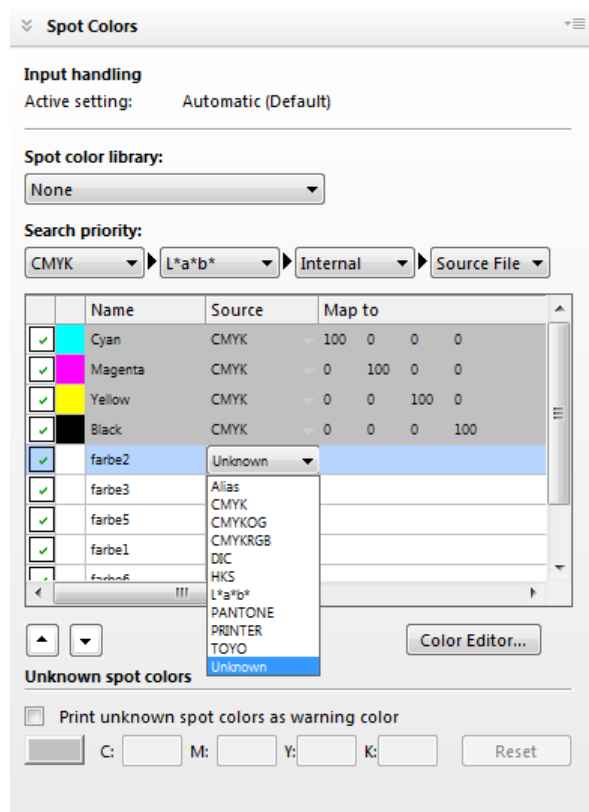 Spot Colors
Input handling
Active setting: Automatic (Default)
Spot color library:
None
Search priority:
CMYK L*a*b* Internal Source File
Name Source Map to
Cyan CMYK 100 0 0 0
Magenta CMYK 0 100 0 0
Yellow CMYK 0 0 100 0
Black CMYK 0 0 0 100
farbe2 Unknown
farbe3 Alias
CMYK
farbe5 CMYKOG
CMYKRGB
farbe1 DIC
HKS
farbe6 L*a*b*
PANTONE
PRINTER
TOYO
Color Editor...
Unknown
Unknown spot colors
Print unknown spot colors as warning color
C: M: Y: K: Reset